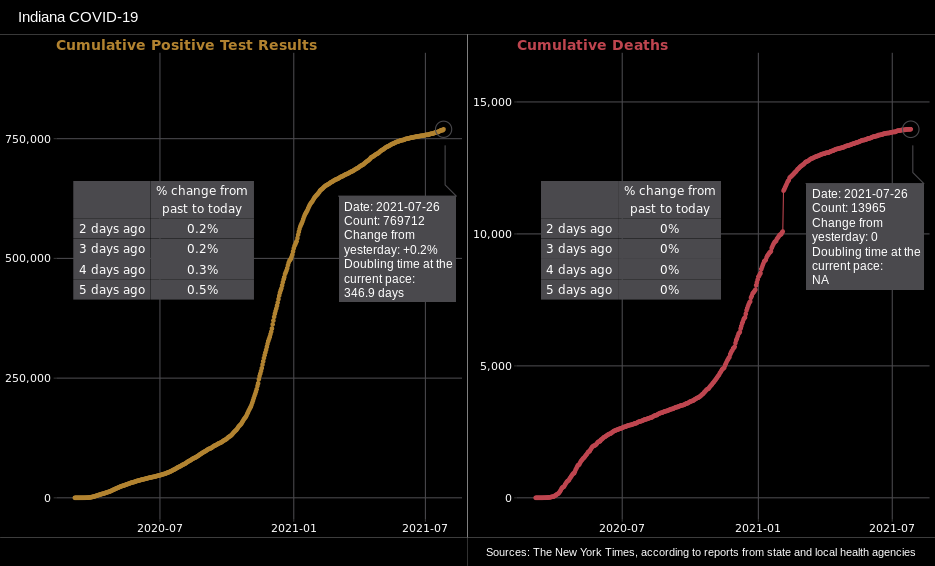 Indiana COVID-19
Cumulative Positive Test Results
750,000
500,000
250,000
0
2020-07
2021-01
2021-07
% change from
past to today
2 days ago 0.2%
3 days ago 0.2%
4 days ago 0.3%
5 days ago 0.5%
Date: 2021-07-26
Count: 769712
Change from
yesterday: +0.2%
Doubling time at the
current pace:
346.9 days
Cumulative Deaths
15,000
10,000
5,000
0
2020-07
2021-01
2021-07
% change from
past to today
2 days ago 0%
3 days ago 0%
4 days ago 0%
5 days ago 0%
Date: 2021-07-26
Count: 13965
Change from
yesterday: 0
Doubling time at the
current pace:
NA
Sources: The New York Times, according to reports from state and local health agencies